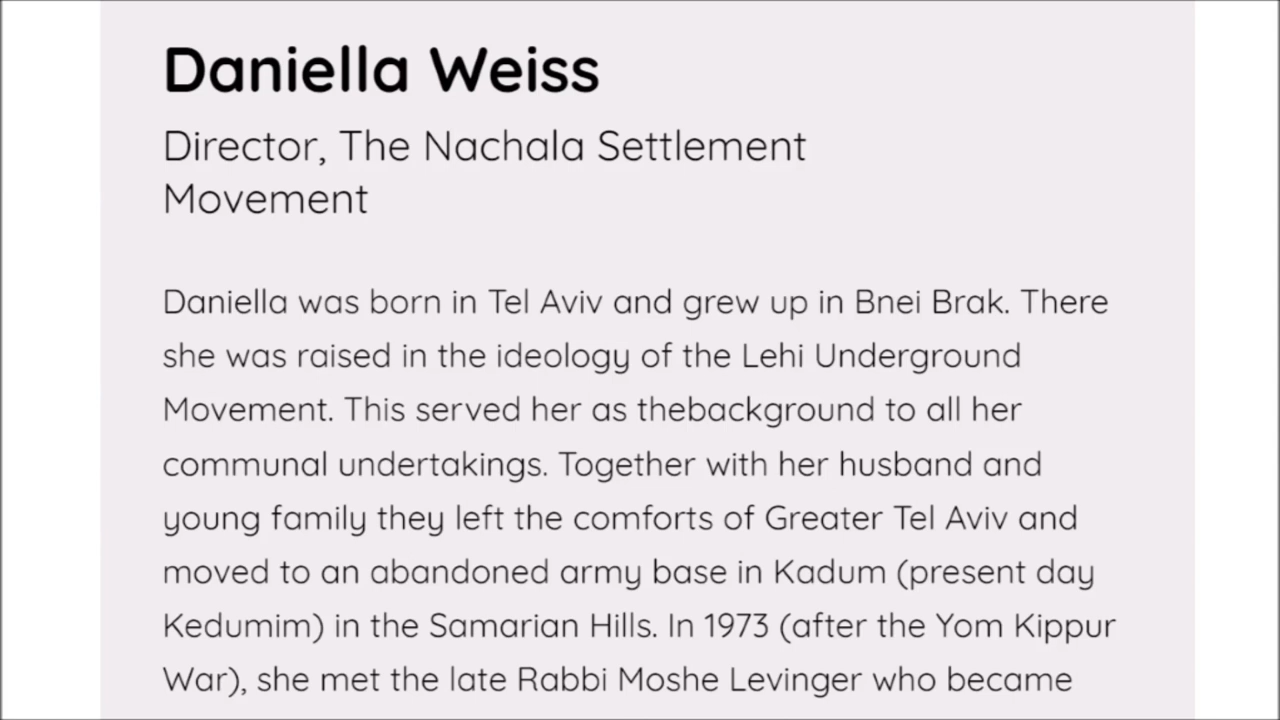 Daniella Weiss
Director, The Nachala Settlement
Movement
Daniella was born in Tel Aviv and grew up in Bnei Brak. There
she was raised in the ideology of the Lehi Underground
Movement. This served her as thebackground to all her
communal undertakings. Together with her husband and
young family they left the comforts of Greater Tel Aviv and
moved to an abandoned army base in Kadum (present day
Kedumim) in the Samarian Hills. In 1973 (after the Yom Kippur
War), she met the late Rabbi Moshe Levinger who became